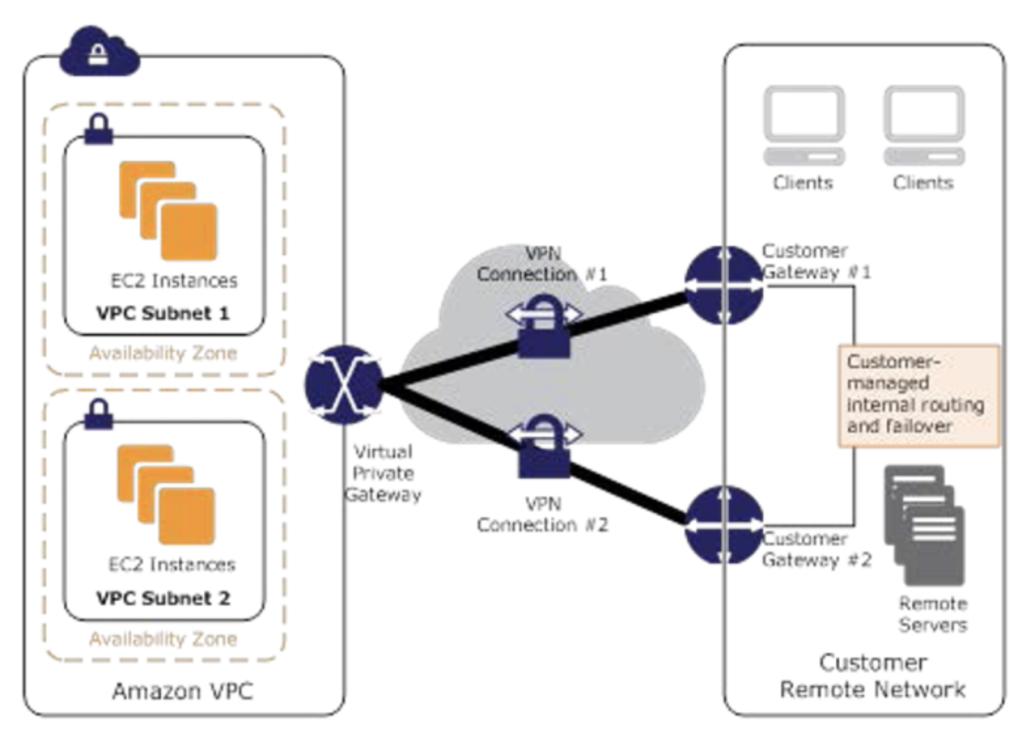 EC2 Instances
VPC Subnet 1
Availability Zone
EC2 Instances
VPC Subnet 2
Availability Zone
Amazon VPC
Virtual
Private
Gateway
VPN
Connection #1
VPN
Connection #2
Clients
Clients
Customer
Gateway #1
Customer-
managed
internal routing
and failover
Customer
Gateway #2
Remote
Servers
Customer
Remote Network